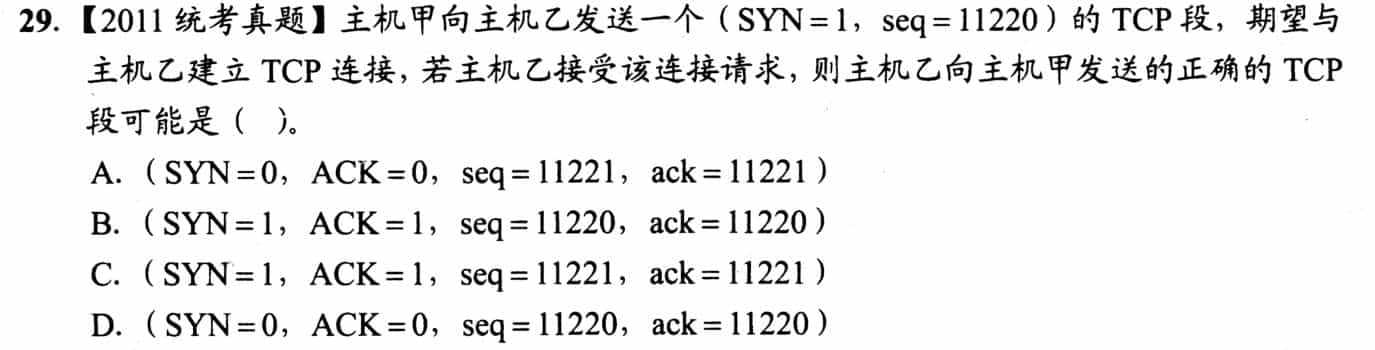 29.【2011 统考真题】主机甲向主机乙发送一个（SYN=1，seq=11220）的 TCP 段，期望与
主机乙建立 TCP 连接，若主机乙接受该连接请求，则主机乙向主机甲发送的正确的 TCP
段可能是（ ）。
A.（SYN=0，ACK=0，seq=11221，ack=11221）
B.（SYN=1，ACK=1，seq=11220，ack=11220）
C.（SYN=1，ACK=1，seq=11221，ack=11221）
D.（SYN=0，ACK=0，seq=11220，ack=11220）